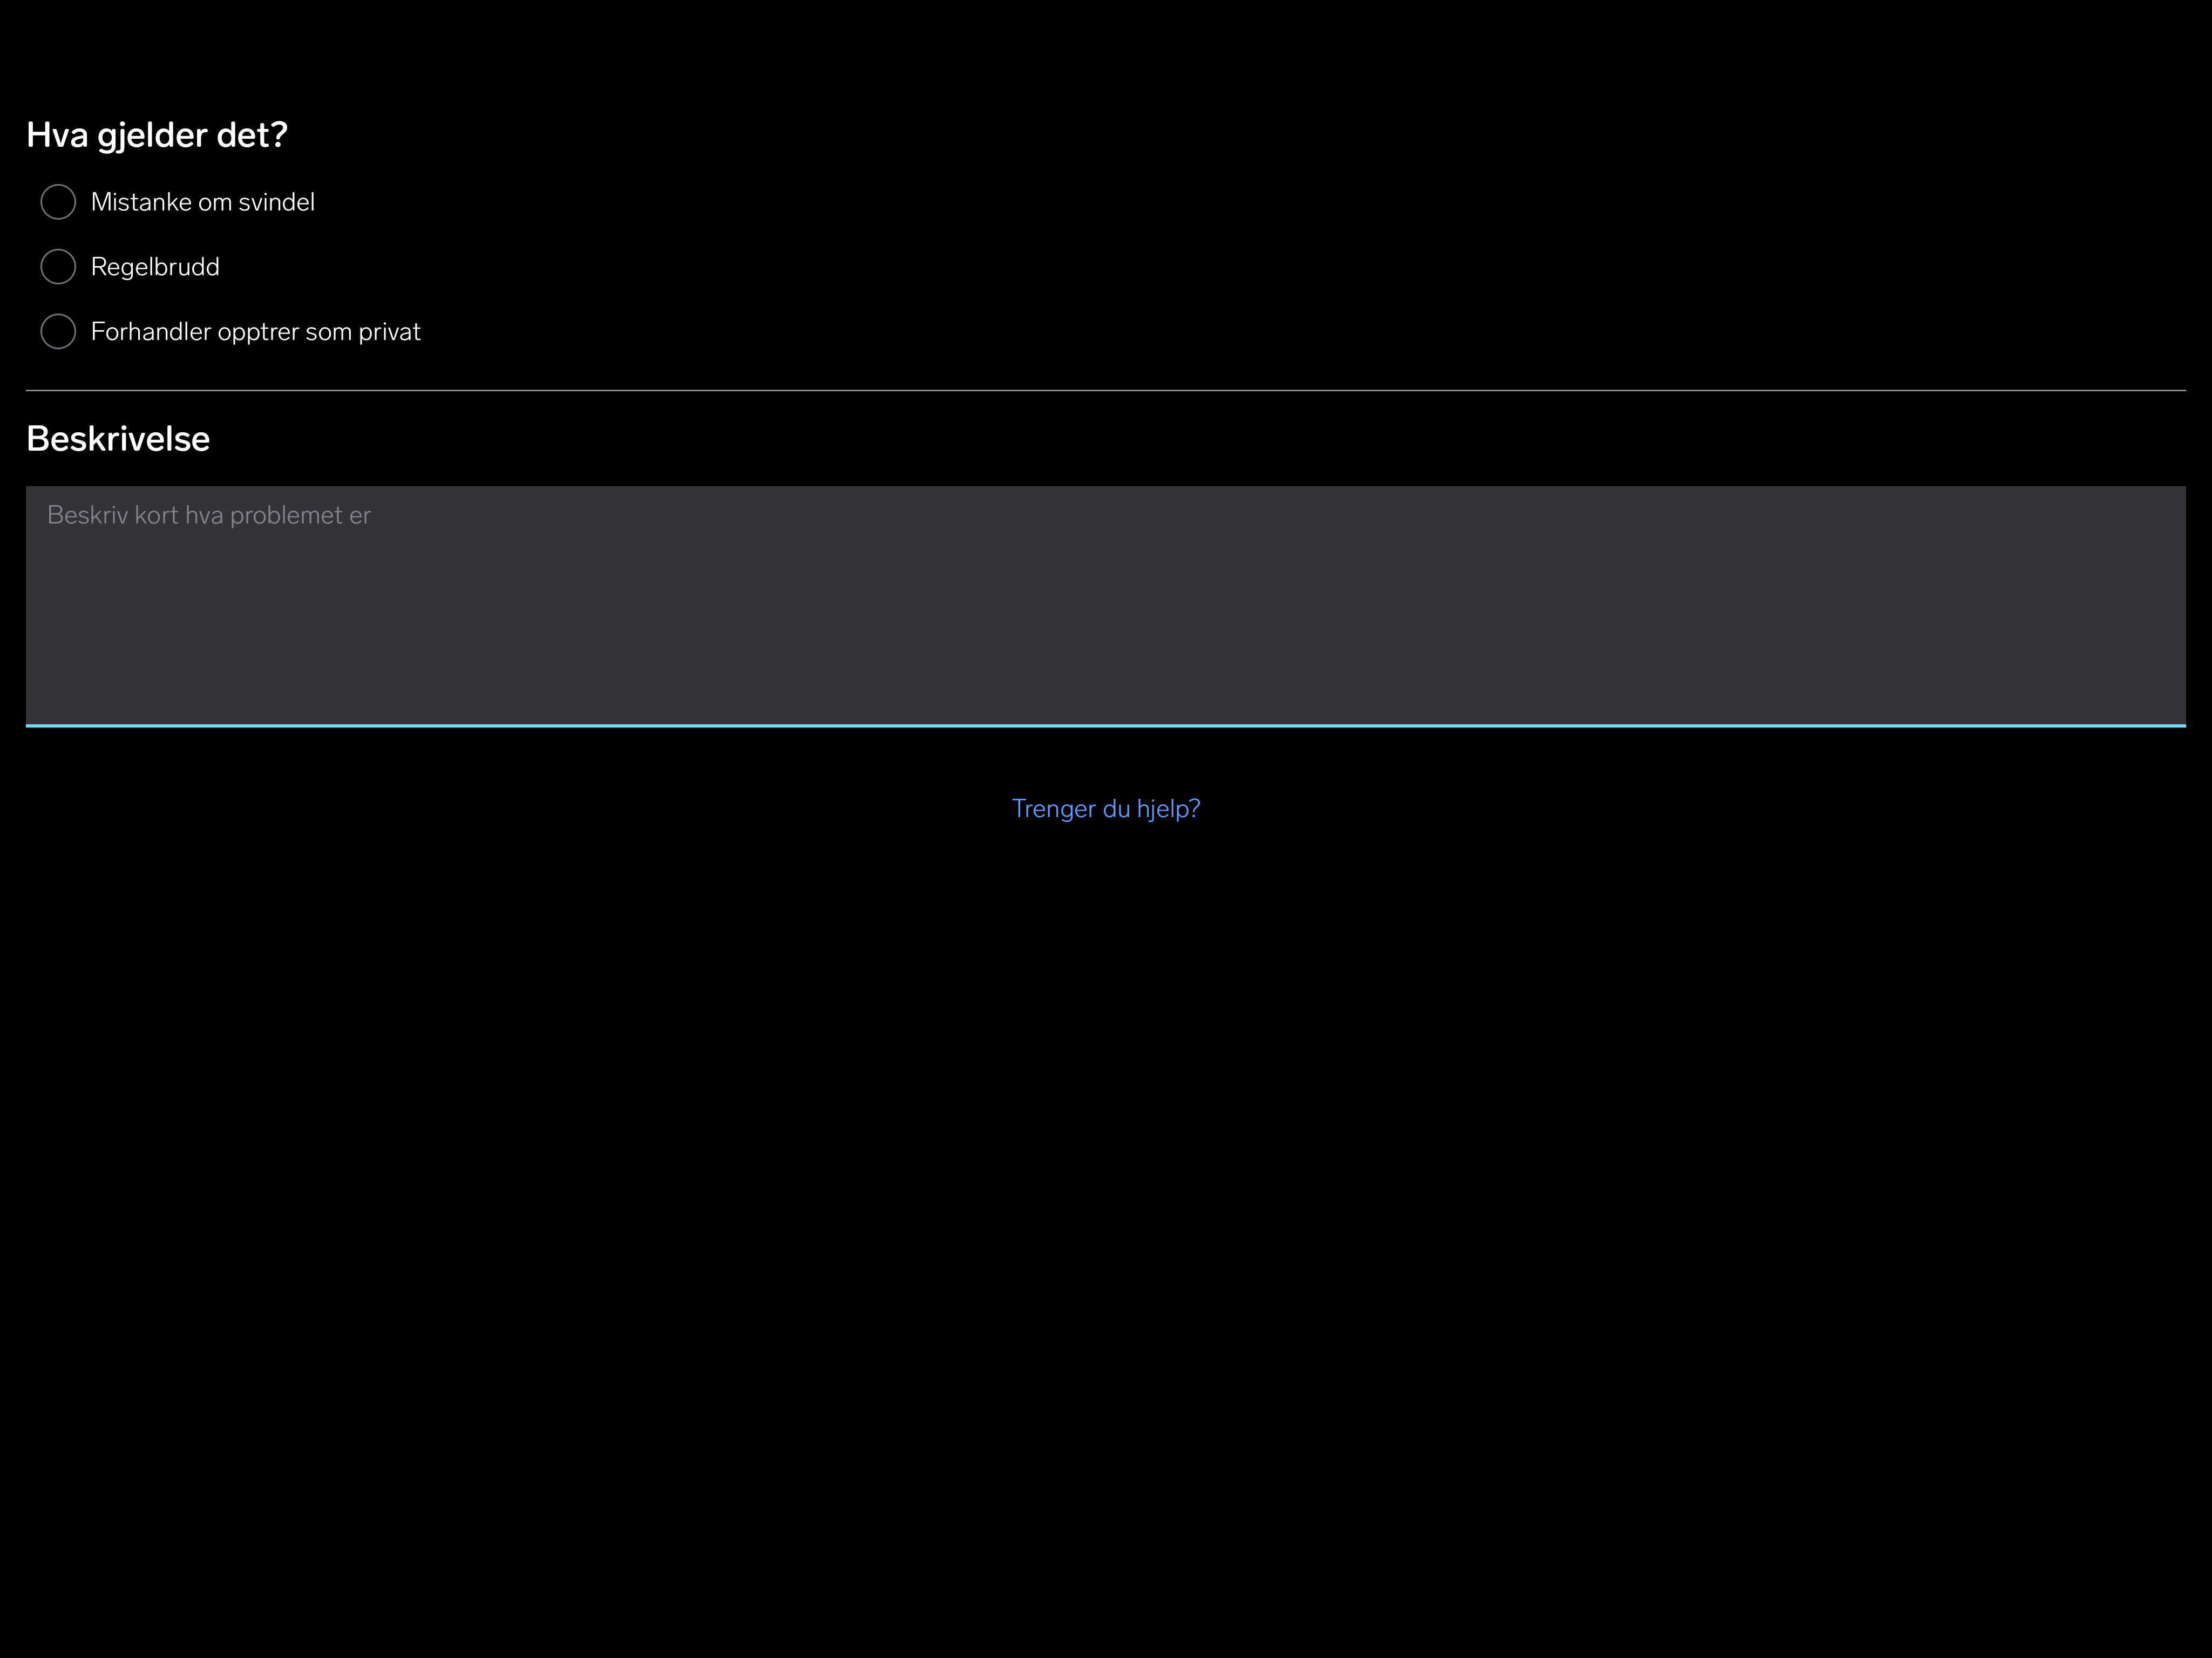 Hva gjelder det?
Mistanke om svindel
Regelbrudd
Forhandler opptrer som privat
Beskrivelse
Beskriv kort hva problemet er
Trenger du hjelp?